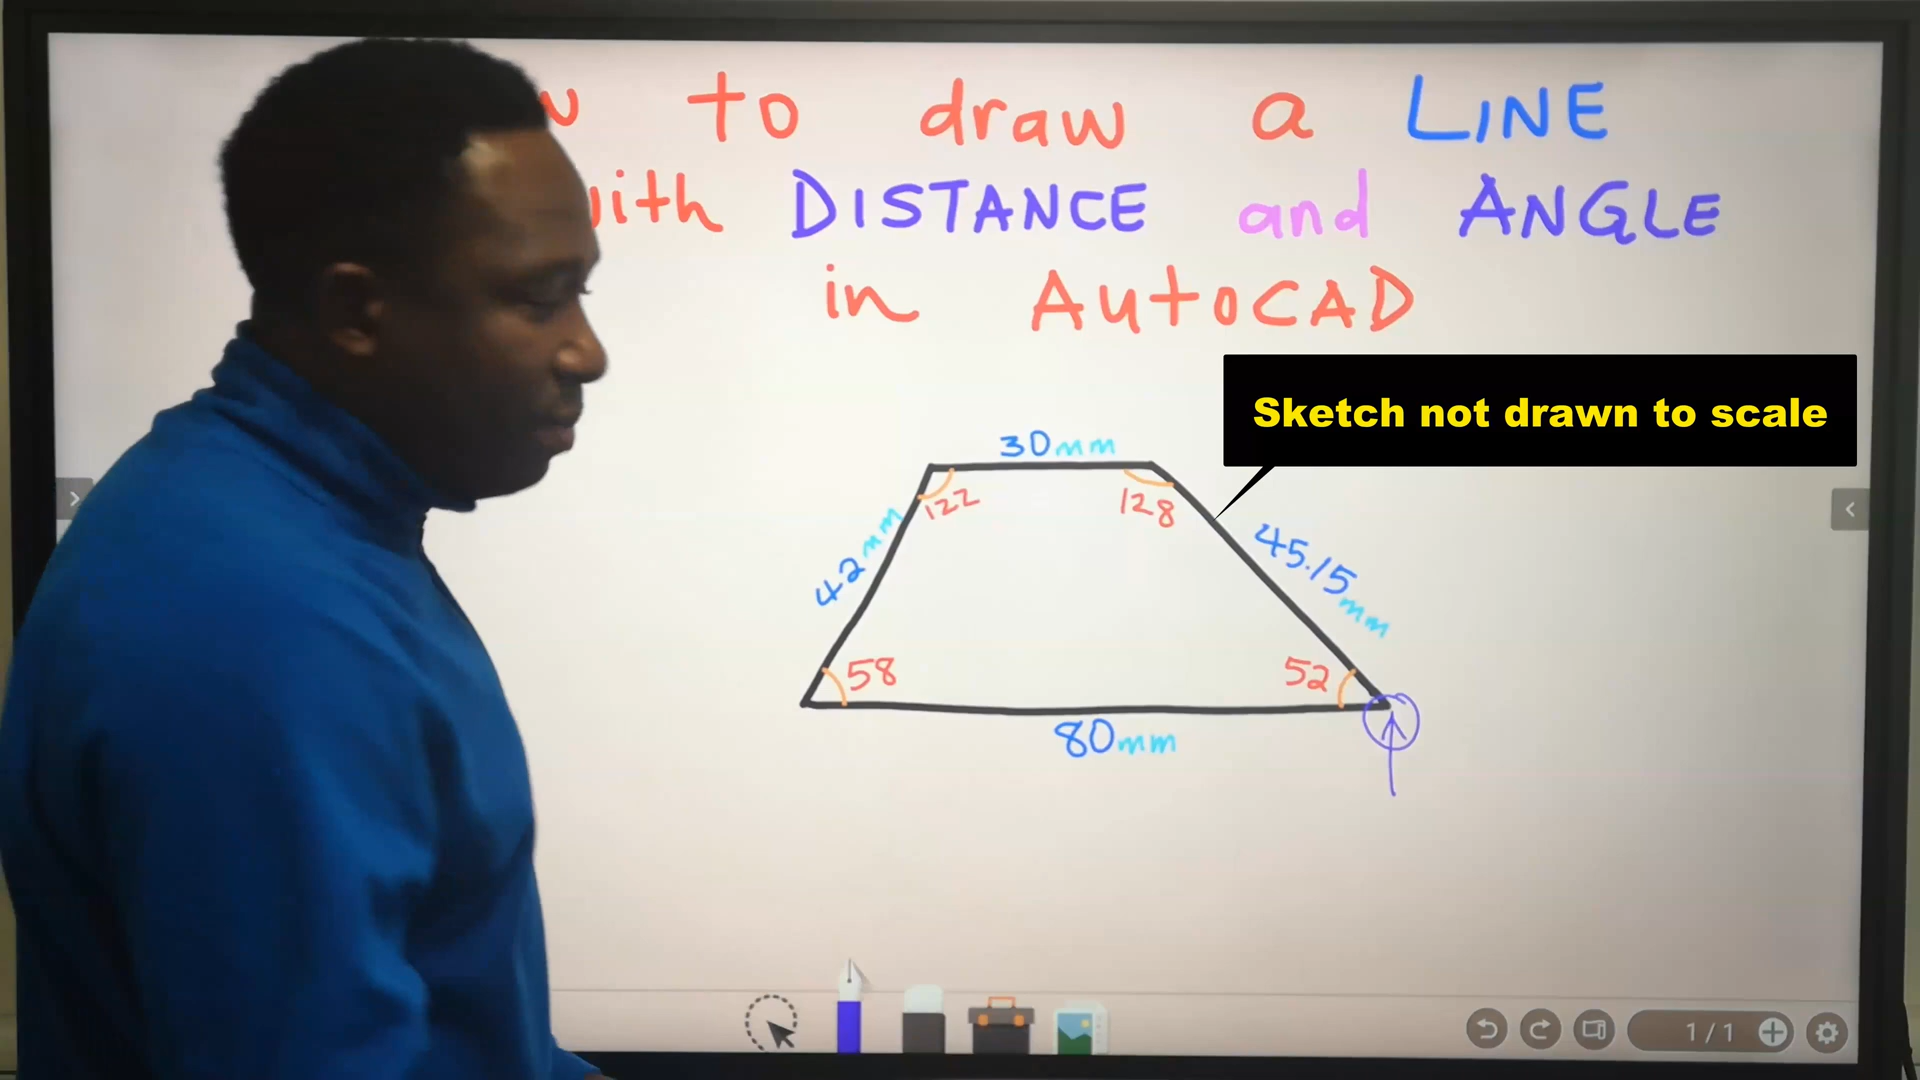 to draw a LINE
with DISTANCE and ANGLE
in AutoCAD
Sketch not drawn to scale
30mm
122
128
42mm
45.15mm
58
52
80mm
1/1